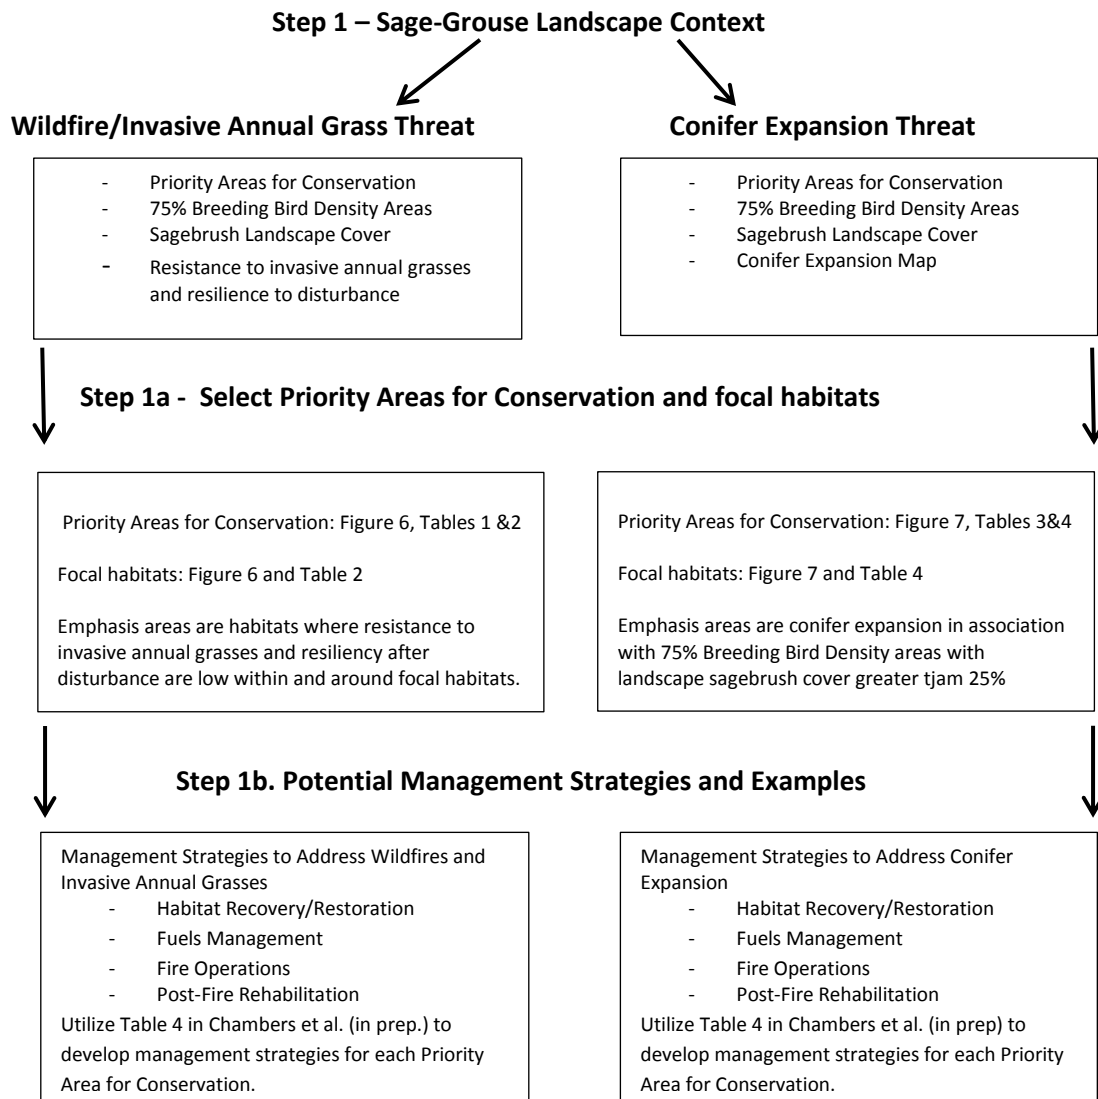 Step 1 – Sage-Grouse Landscape Context
Wildfire/Invasive Annual Grass Threat
- Priority Areas for Conservation
- 75% Breeding Bird Density Areas
- Sagebrush Landscape Cover
- Resistance to invasive annual grasses
and resilience to disturbance
Conifer Expansion Threat
- Priority Areas for Conservation
- 75% Breeding Bird Density Areas
- Sagebrush Landscape Cover
- Conifer Expansion Map
Step 1a - Select Priority Areas for Conservation and focal habitats
Priority Areas for Conservation: Figure 6, Tables 1 &2
Focal habitats: Figure 6 and Table 2
Emphasis areas are habitats where resistance to
invasive annual grasses and resiliency after
disturbance are low within and around focal habitats.
Priority Areas for Conservation: Figure 7, Tables 3&4
Focal habitats: Figure 7 and Table 4
Emphasis areas are conifer expansion in association
with 75% Breeding Bird Density areas with
landscape sagebrush cover greater tjam 25%
Step 1b. Potential Management Strategies and Examples
Management Strategies to Address Wildfires and
Invasive Annual Grasses
- Habitat Recovery/Restoration
- Fuels Management
- Fire Operations
- Post-Fire Rehabilitation
Utilize Table 4 in Chambers et al. (in prep.) to
develop management strategies for each Priority
Area for Conservation.
Management Strategies to Address Conifer
Expansion
- Habitat Recovery/Restoration
- Fuels Management
- Fire Operations
- Post-Fire Rehabilitation
Utilize Table 4 in Chambers et al. (in prep) to
develop management strategies for each Priority
Area for Conservation.